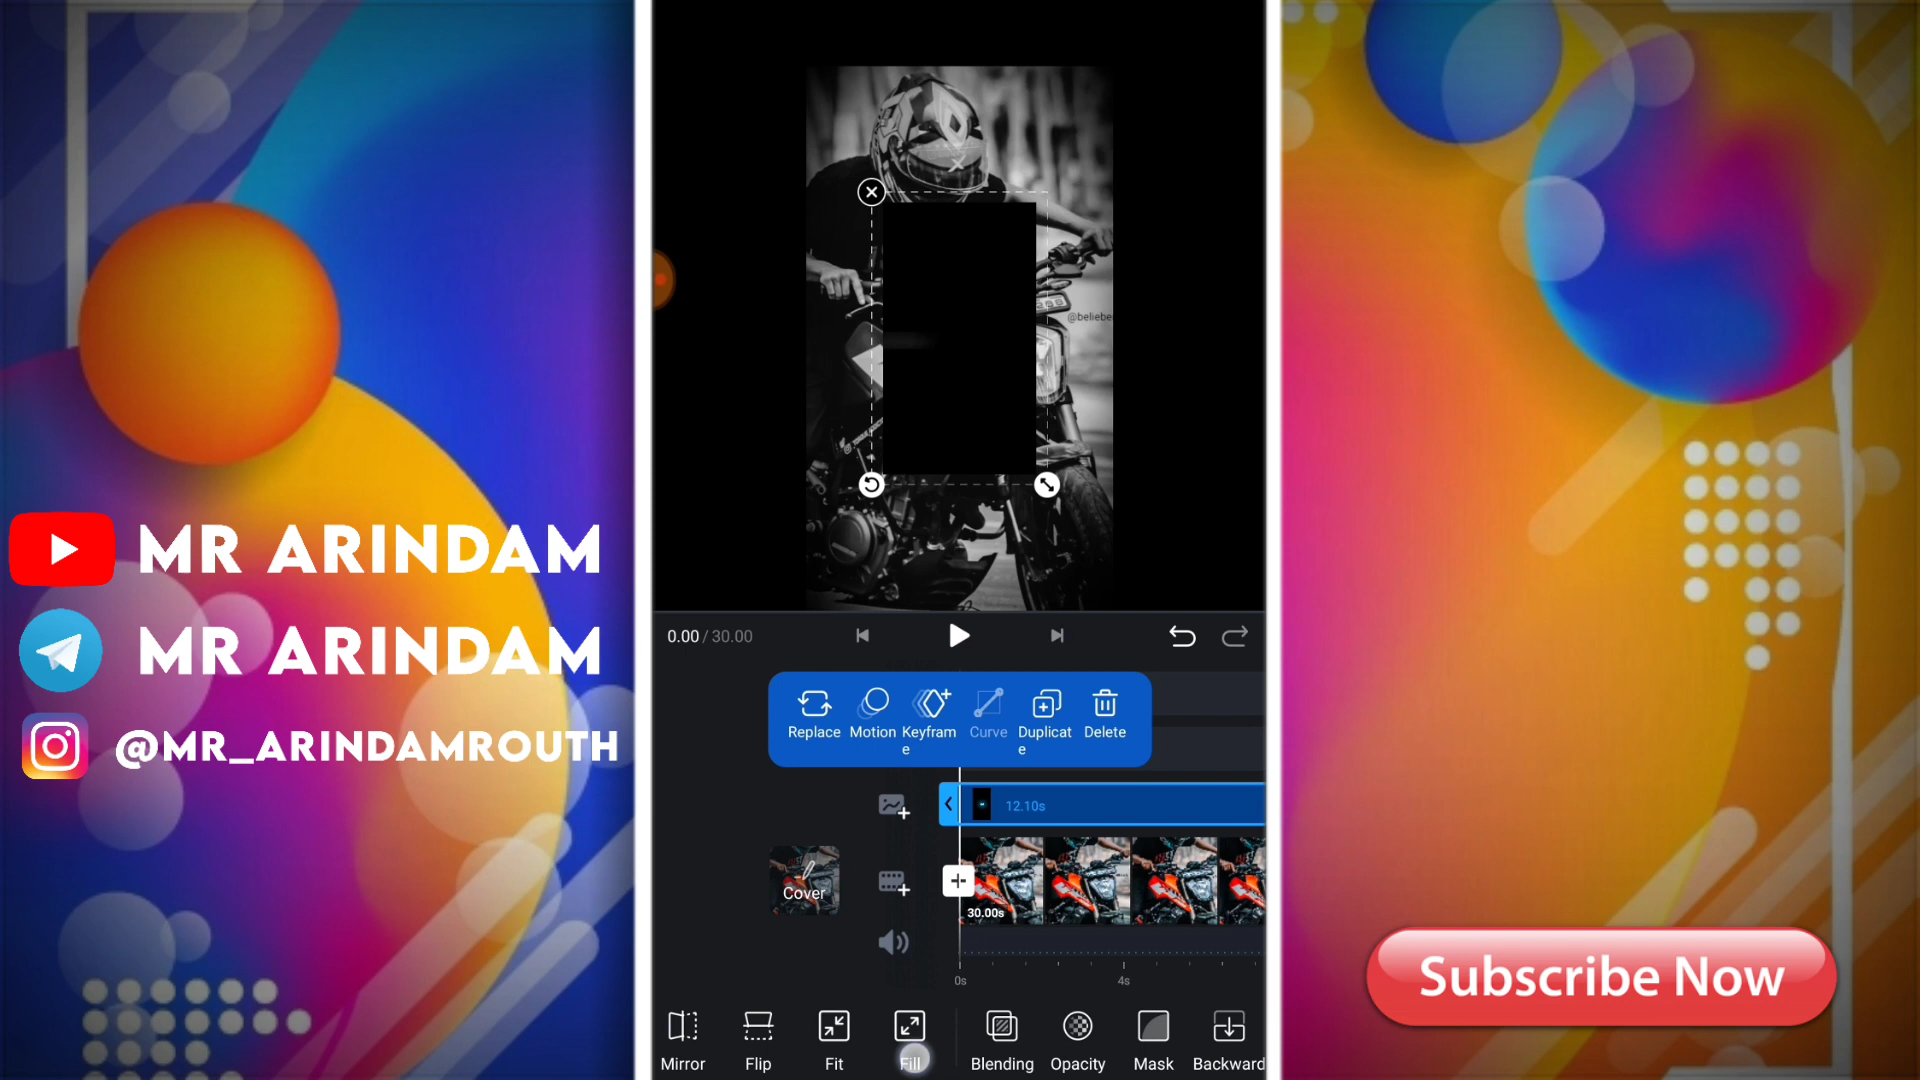 MR ARINDAM
MR ARINDAM
@MR_ARINDAMROUTH
@beliebe
0.00 / 30.00
Replace
Motion
Keyfram
e
Curve
Duplicat
e
Delete
12.10s
Cover
30.00s
0s
4s
Mirror
Flip
Fit
Fill
Blending
Opacity
Mask
Backward
Subscribe Now